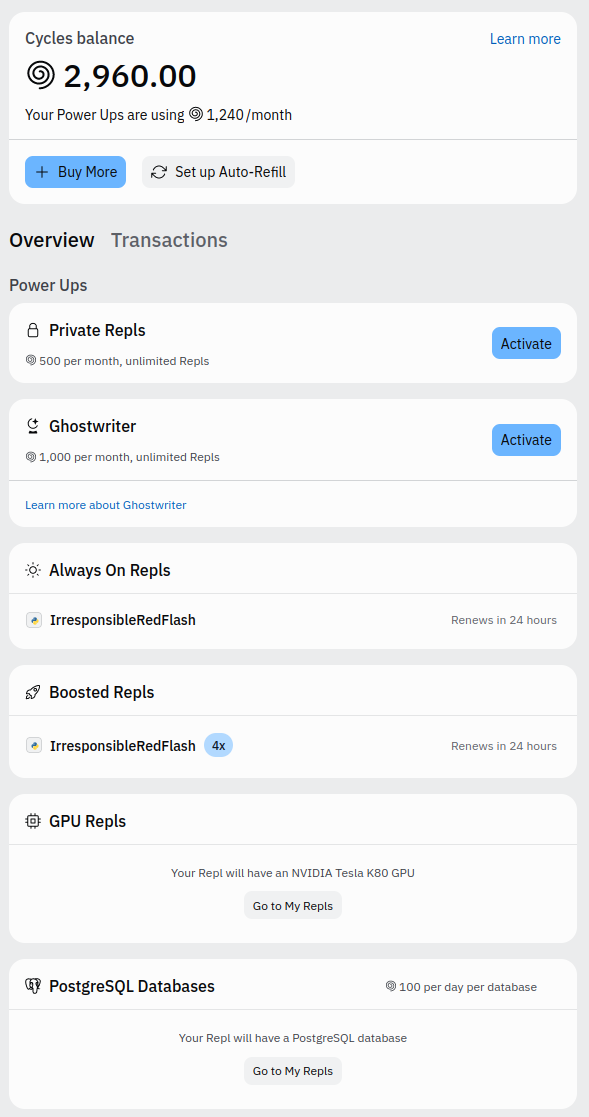 Cycles balance
Learn more
2,960.00
Your Power Ups are using 1,240/month
Buy More
Set up Auto-Refill
Overview
Transactions
Power Ups
Private Repls
500 per month, unlimited Repls
Activate
Ghostwriter
1,000 per month, unlimited Repls
Activate
Learn more about Ghostwriter
Always On Repls
IrresponsibleRedFlash
Renews in 24 hours
Boosted Repls
IrresponsibleRedFlash 4x
Renews in 24 hours
GPU Repls
Your Repl will have an NVIDIA Tesla K80 GPU
Go to My Repls
PostgreSQL Databases
100 per day per database
Your Repl will have a PostgreSQL database
Go to My Repls